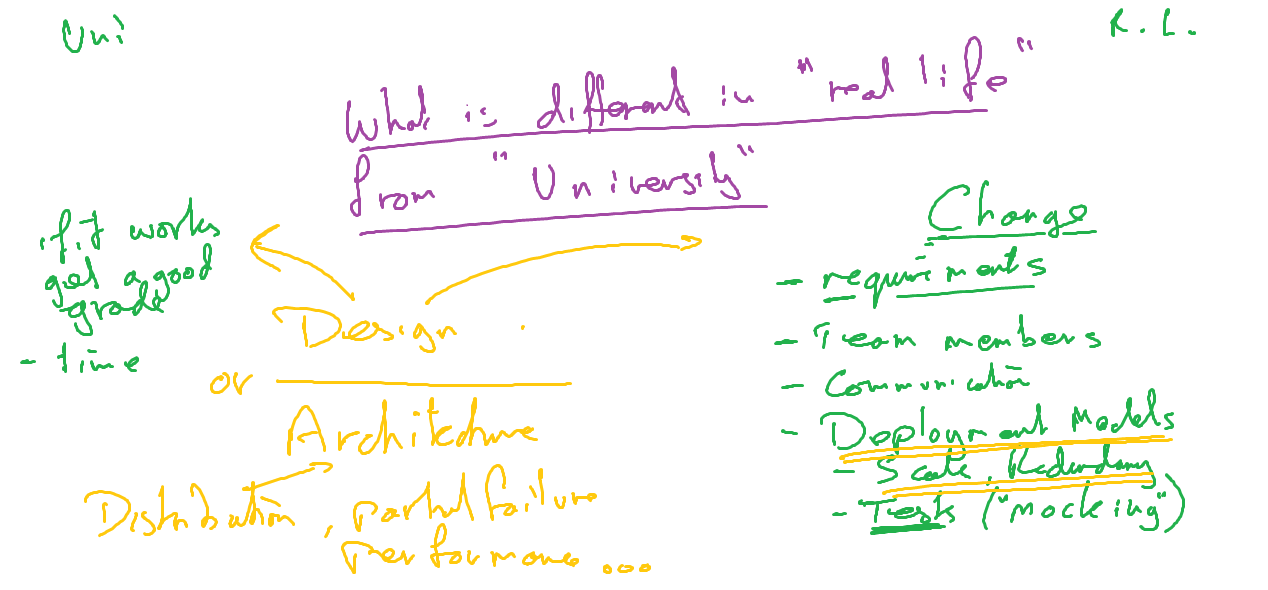 Uni
R. L.
What is different in "real life"
from "University"
if it works
get a good
grade
- time
Design
or
Architecture
Distribution, partial failure
Performance ...
Change
- requirements
- Team members
- Communication
- Deployment Models
- Scale, Redundancy
- Tests ("mocking")